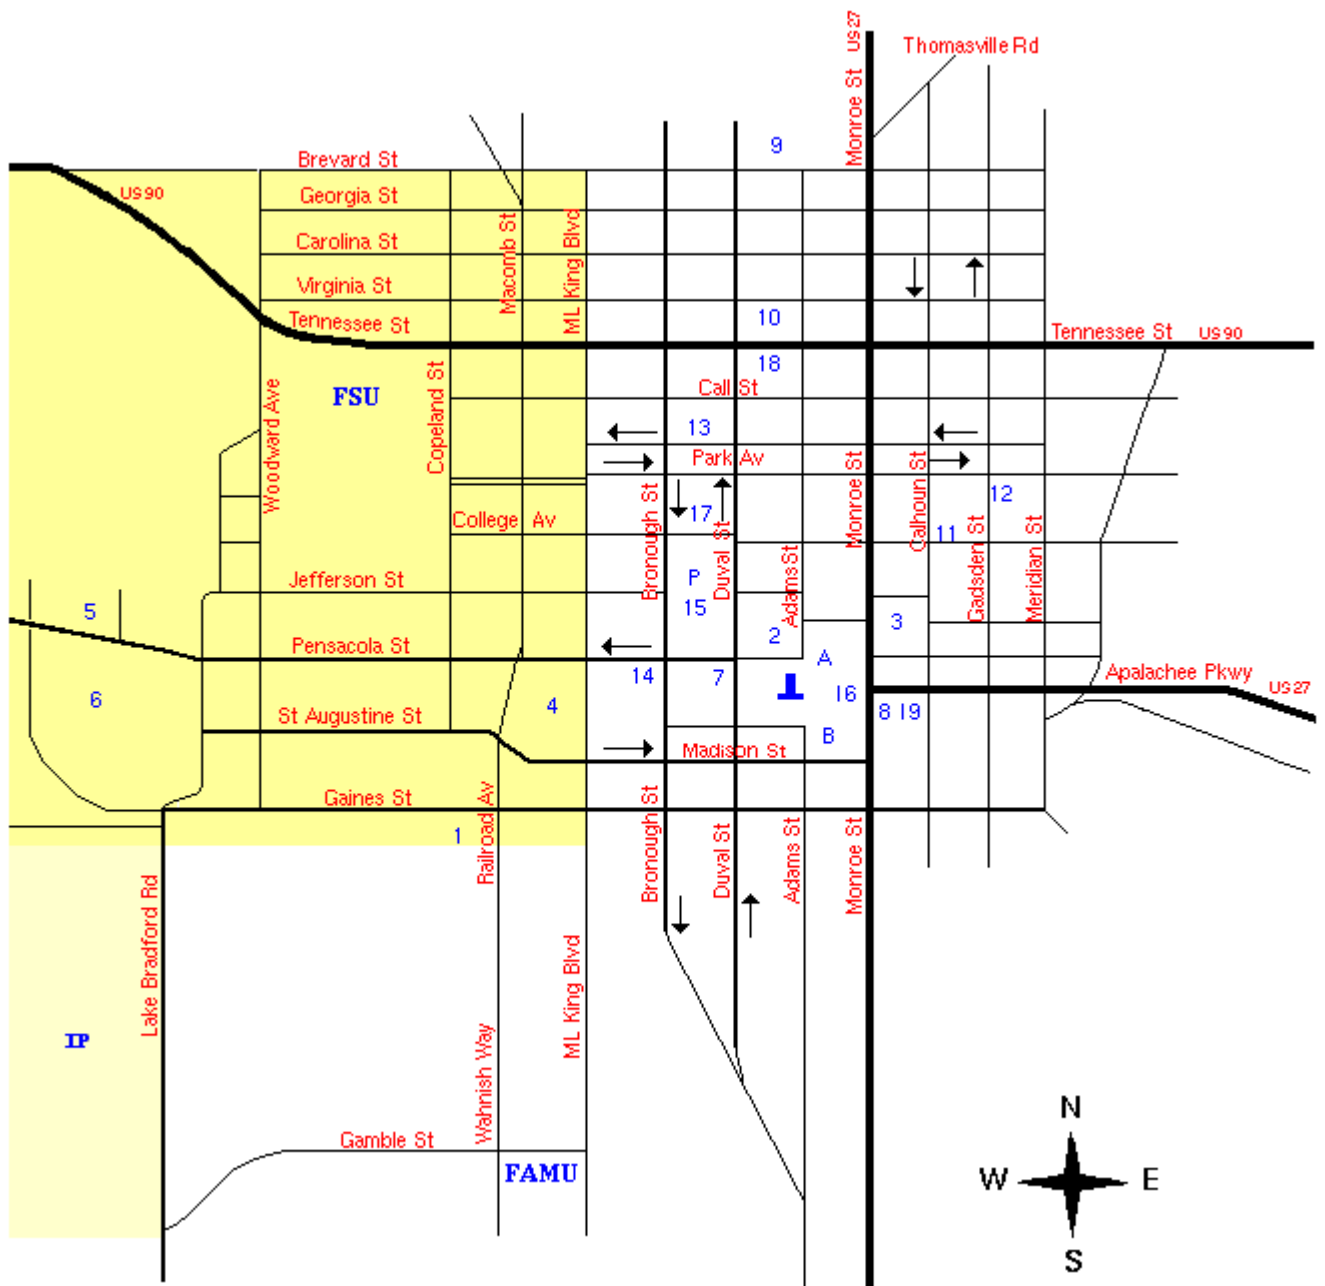 US27
Thomasville Rd
Monroe St
9
Brevard St
US90
Georgia St
Macomb St
ML King Blvd
Carolina St
Virginia St
10
Tennessee St
Tennessee St US90
18
Call St
FSU
Woodward Ave
Copeland St
13
Park Av
Monroe St
Calhoun St
12
Bronough St
17
College Av
Duval St
11
Gadsden St
Meridian St
Adams St
Jefferson St
P
15
5
3
2
Pensacola St
A
14
7
16
Apalachee Pkwy
US27
6
4
8 19
St Augustine St
B
Madison St
Gaines St
Railroad Av
Bronough St
Duval St
Adams St
Monroe St
1
Lake Bradford Rd
ML King Blvd
IP
Wahnish Way
Gamble St
FAMU
N
W E
S